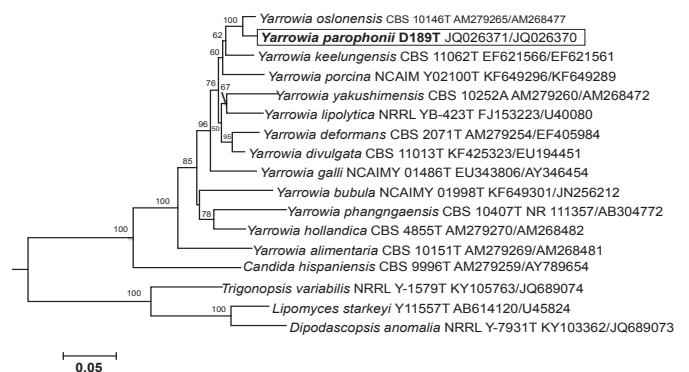 Yarrowia oslonensis CBS 10146T AM279265/AM268477
100
Yarrowia parophonii D189T JQ026371/JQ026370
62
Yarrowia keelungensis CBS 11062T EF621566/EF621561
60
Yarrowia porcina NCAIM Y02100T KF649296/KF649289
76
67
Yarrowia yakushimensis CBS 10252A AM279260/AM268472
Yarrowia lipolytica NRRL YB-423T FJ153223/U40080
96
50
Yarrowia deformans CBS 2071T AM279254/EF405984
95
Yarrowia divulgata CBS 11013T KF425323/EU194451
85
Yarrowia galli NCAIMY 01486T EU343806/AY346454
Yarrowia bubula NCAIMY 01998T KF649301/JN256212
100
Yarrowia phangngaensis CBS 10407T NR 111357/AB304772
78
Yarrowia hollandica CBS 4855T AM279270/AM268482
100
Yarrowia alimentaria CBS 10151T AM279269/AM268481
Candida hispaniensis CBS 9996T AM279259/AY789654
Trigonopsis variabilis NRRL Y-1579T KY105763/JQ689074
100
Lipomyces starkeyi Y11557T AB614120/U45824
100
Dipodascopsis anomalia NRRL Y-7931T KY103362/JQ689073
0.05